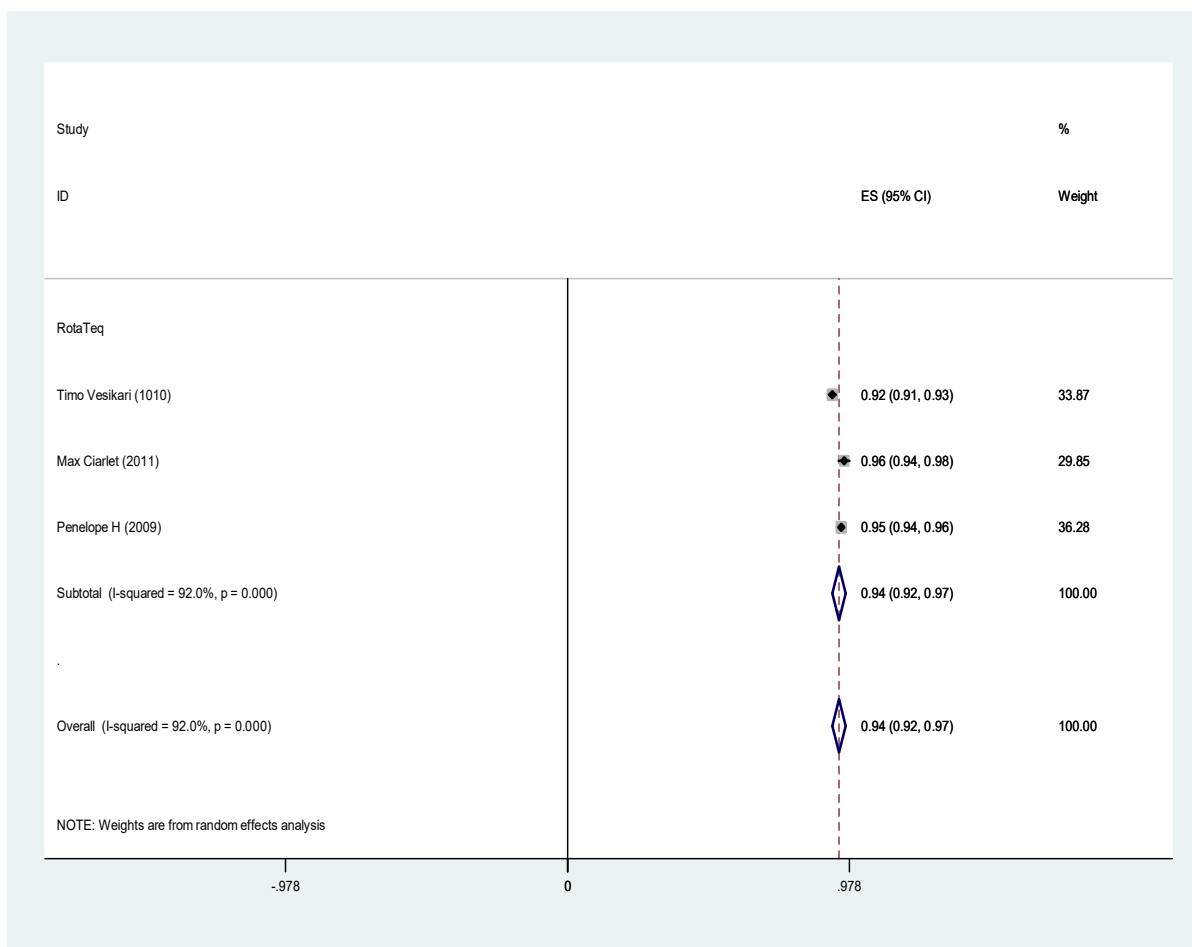 Study %
ID ES (95% CI) Weight
RotaTeq
Timo Vesikari (1010) 0.92 (0.91, 0.93) 33.87
Max Ciarlet (2011) 0.96 (0.94, 0.98) 29.85
Penelope H (2009) 0.95 (0.94, 0.96) 36.28
Subtotal (I-squared = 92.0%, p = 0.000) 0.94 (0.92, 0.97) 100.00
.
Overall (I-squared = 92.0%, p = 0.000) 0.94 (0.92, 0.97) 100.00
NOTE: Weights are from random effects analysis
-.978 0 .978